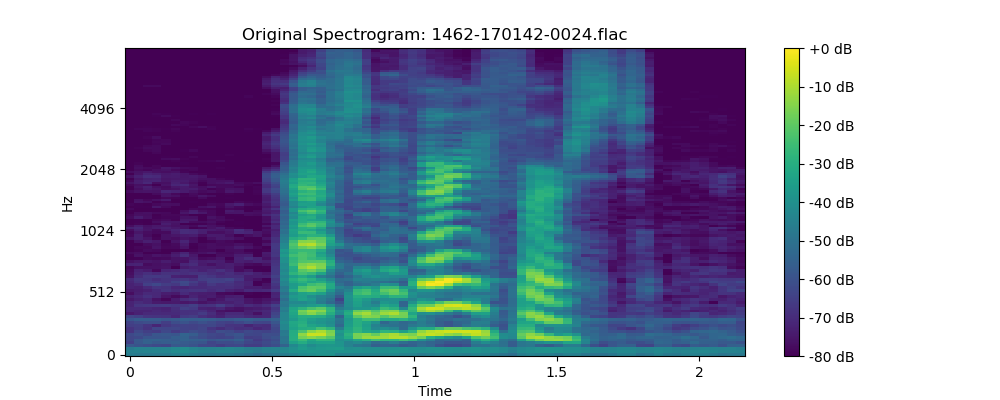 Original Spectrogram: 1462-170142-0024.flac
Hz
4096
2048
1024
512
0
0
0.5
1
1.5
2
Time
+0 dB
-10 dB
-20 dB
-30 dB
-40 dB
-50 dB
-60 dB
-70 dB
-80 dB